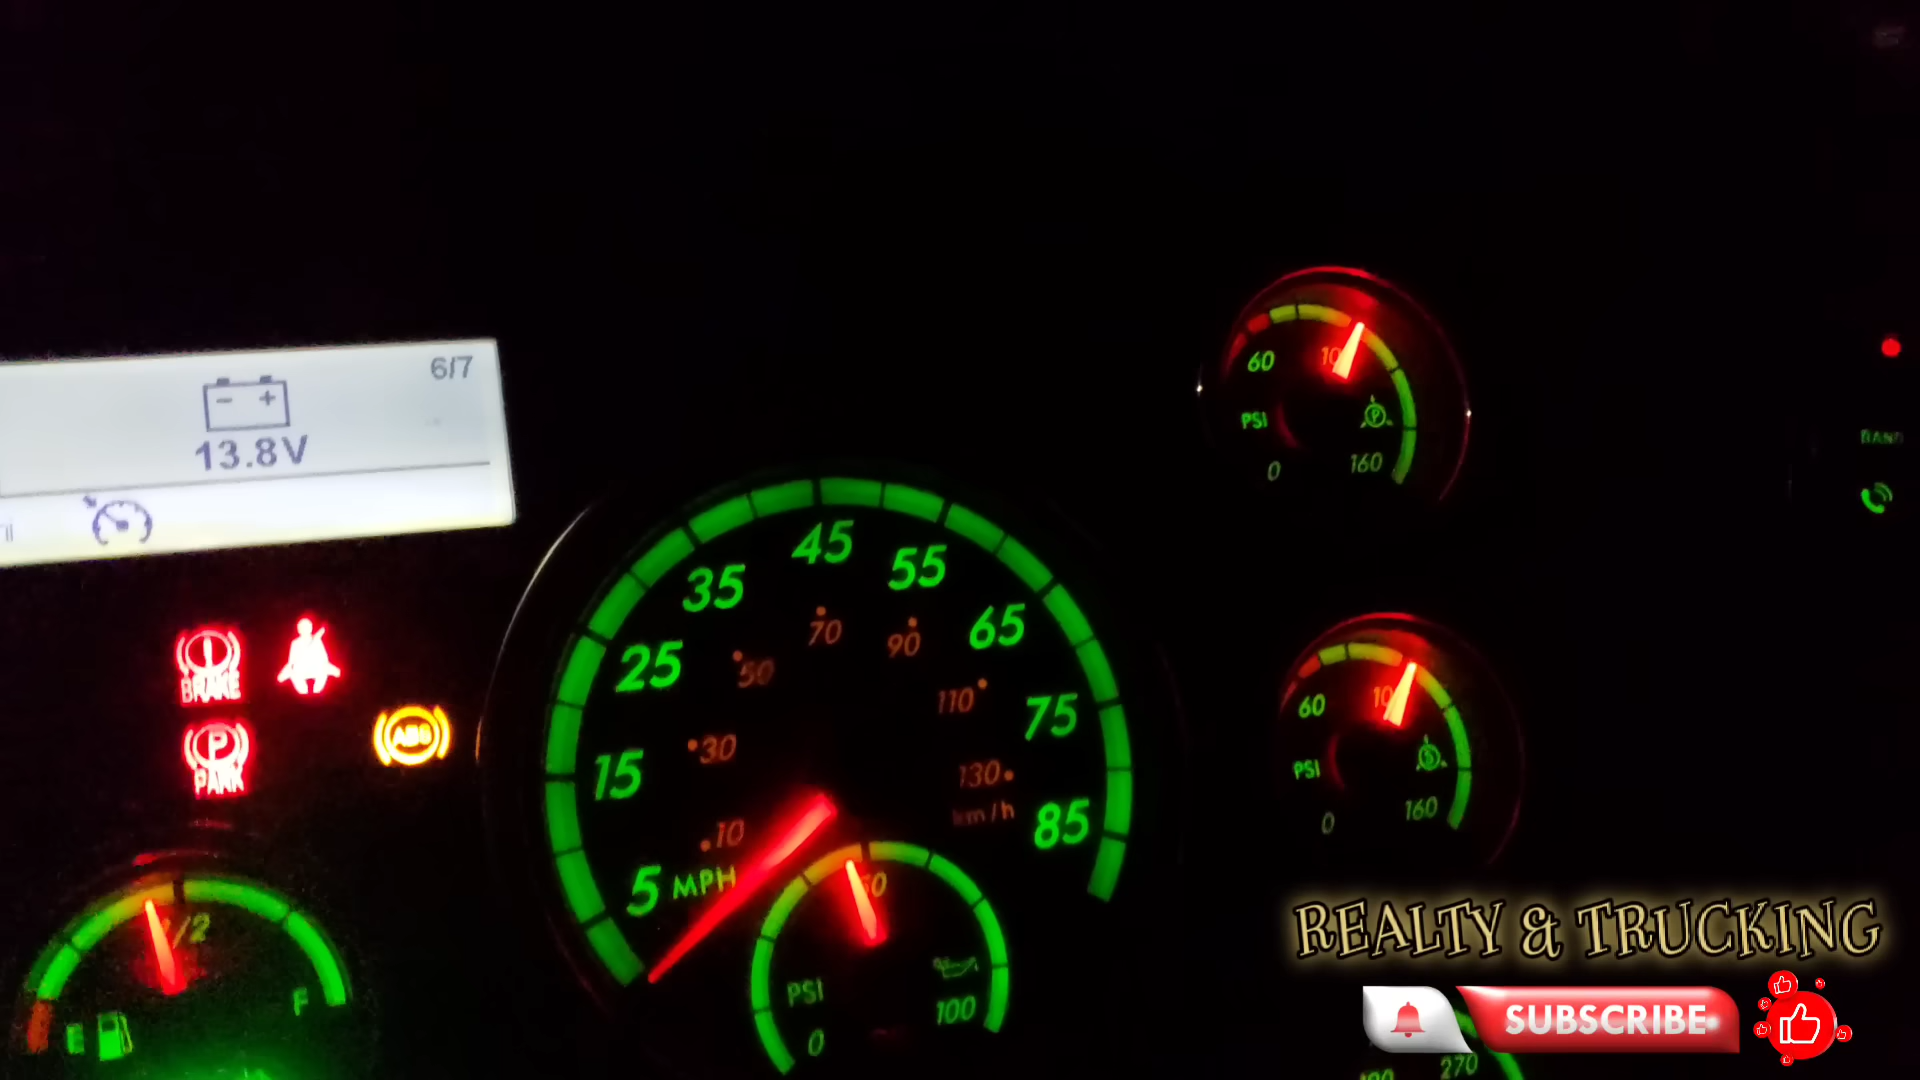 6/7
- +
13.8V
BRAKE
P
PARK
ABS
1/2
E
F
5
15
25
35
45
55
65
75
85
MPH
10
30
50
70
90
110
130
km/h
PSI
0
50
100
60
PSI
P
0
160
60
PSI
S
0
160
BAND
REALTY & TRUCKING
SUBSCRIBE
270